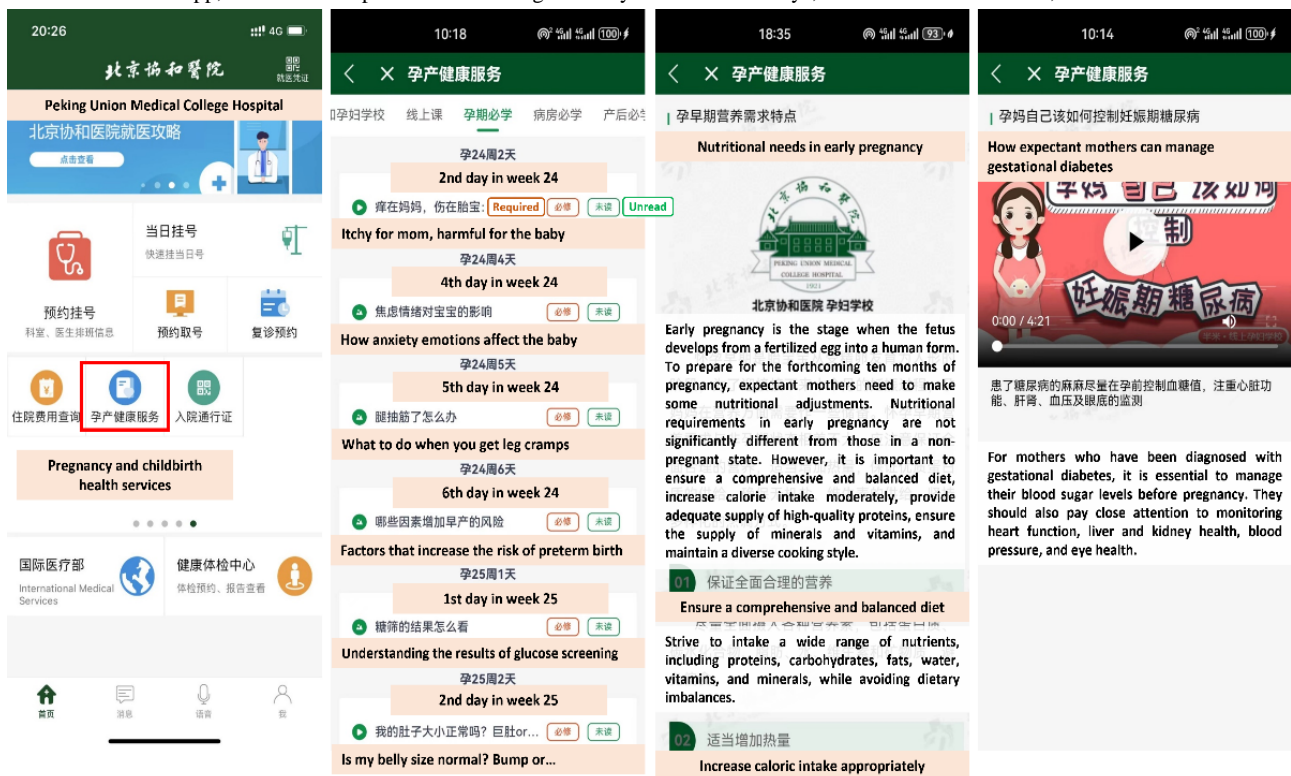 20:26
4G
北京协和医院
就医凭证
Peking Union Medical College Hospital
北京协和医院就医攻略
点击查看
当日挂号
快速挂当日号
预约挂号
科室、医生排班信息
预约取号
复诊预约
住院费用查询
孕产健康服务
入院通行证
Pregnancy and childbirth
health services
国际医疗部
International Medical
Services
健康体检中心
体检预约、报告查看
首页
消息
语音
我
10:18
100
孕产健康服务
孕妇学校 线上课 孕期必学 病房必学 产后必
孕24周2天
2nd day in week 24
痒在妈妈，伤在胎宝: Required 必修 未读 Unread
Itchy for mom, harmful for the baby
孕24周4天
4th day in week 24
焦虑情绪对宝宝的影响 必修 未读
How anxiety emotions affect the baby
孕24周5天
5th day in week 24
腿抽筋了怎么办 必修 未读
What to do when you get leg cramps
孕24周6天
6th day in week 24
哪些因素增加早产的风险 必修 未读
Factors that increase the risk of preterm birth
孕25周1天
1st day in week 25
糖筛的结果怎么看 必修 未读
Understanding the results of glucose screening
孕25周2天
2nd day in week 25
我的肚子大小正常吗？巨肚or... 必修 未读
Is my belly size normal? Bump or...
18:35
93
孕产健康服务
孕早期营养需求特点
Nutritional needs in early pregnancy
PEKING UNION MEDICAL
COLLEGE HOSPITAL
1921
北京协和医院 孕妇学校
Early pregnancy is the stage when the fetus
develops from a fertilized egg into a human form.
To prepare for the forthcoming ten months of
pregnancy, expectant mothers need to make
some nutritional adjustments. Nutritional
requirements in early pregnancy are not
significantly different from those in a non-
pregnant state. However, it is important to
ensure a comprehensive and balanced diet,
increase calorie intake moderately, provide
adequate supply of high-quality proteins, ensure
the supply of minerals and vitamins, and
maintain a diverse cooking style.
01 保证全面合理的营养
Ensure a comprehensive and balanced diet
Strive to intake a wide range of nutrients,
including proteins, carbohydrates, fats, water,
vitamins, and minerals, while avoiding dietary
imbalances.
02 适当增加热量
Increase caloric intake appropriately
10:14
100
孕产健康服务
孕妈自己该如何控制妊娠期糖尿病
How expectant mothers can manage
gestational diabetes
孕妈自己该如何
控制
妊娠期糖尿病
0:00 / 4:21
患了糖尿病的麻麻尽量在孕前控制血糖值，注重心脏功
能、肝肾、血压及眼底的监测
For mothers who have been diagnosed with
gestational diabetes, it is essential to manage
their blood sugar levels before pregnancy. They
should also pay close attention to monitoring
heart function, liver and kidney health, blood
pressure, and eye health.